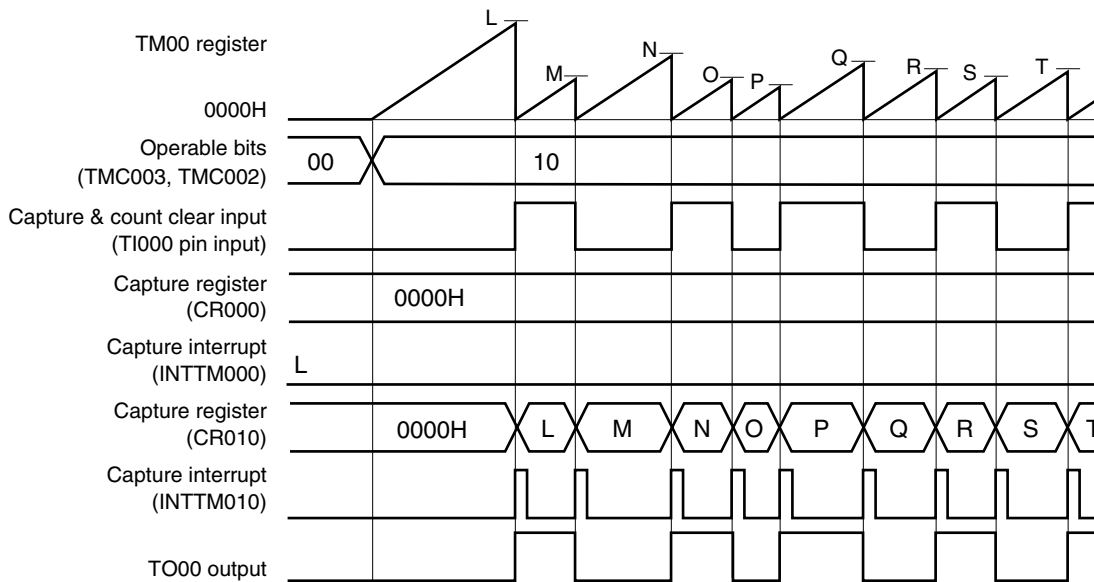 L
TM00 register
N
Q
M
O
P
R
S
T
0000H
Operable bits
(TMC003, TMC002)
00
10
Capture & count clear input
(TI000 pin input)
Capture register
(CR000)
0000H
Capture interrupt
(INTTM000)
L
Capture register
(CR010)
0000H
L
M
N
O
P
Q
R
S
T
Capture interrupt
(INTTM010)
TO00 output